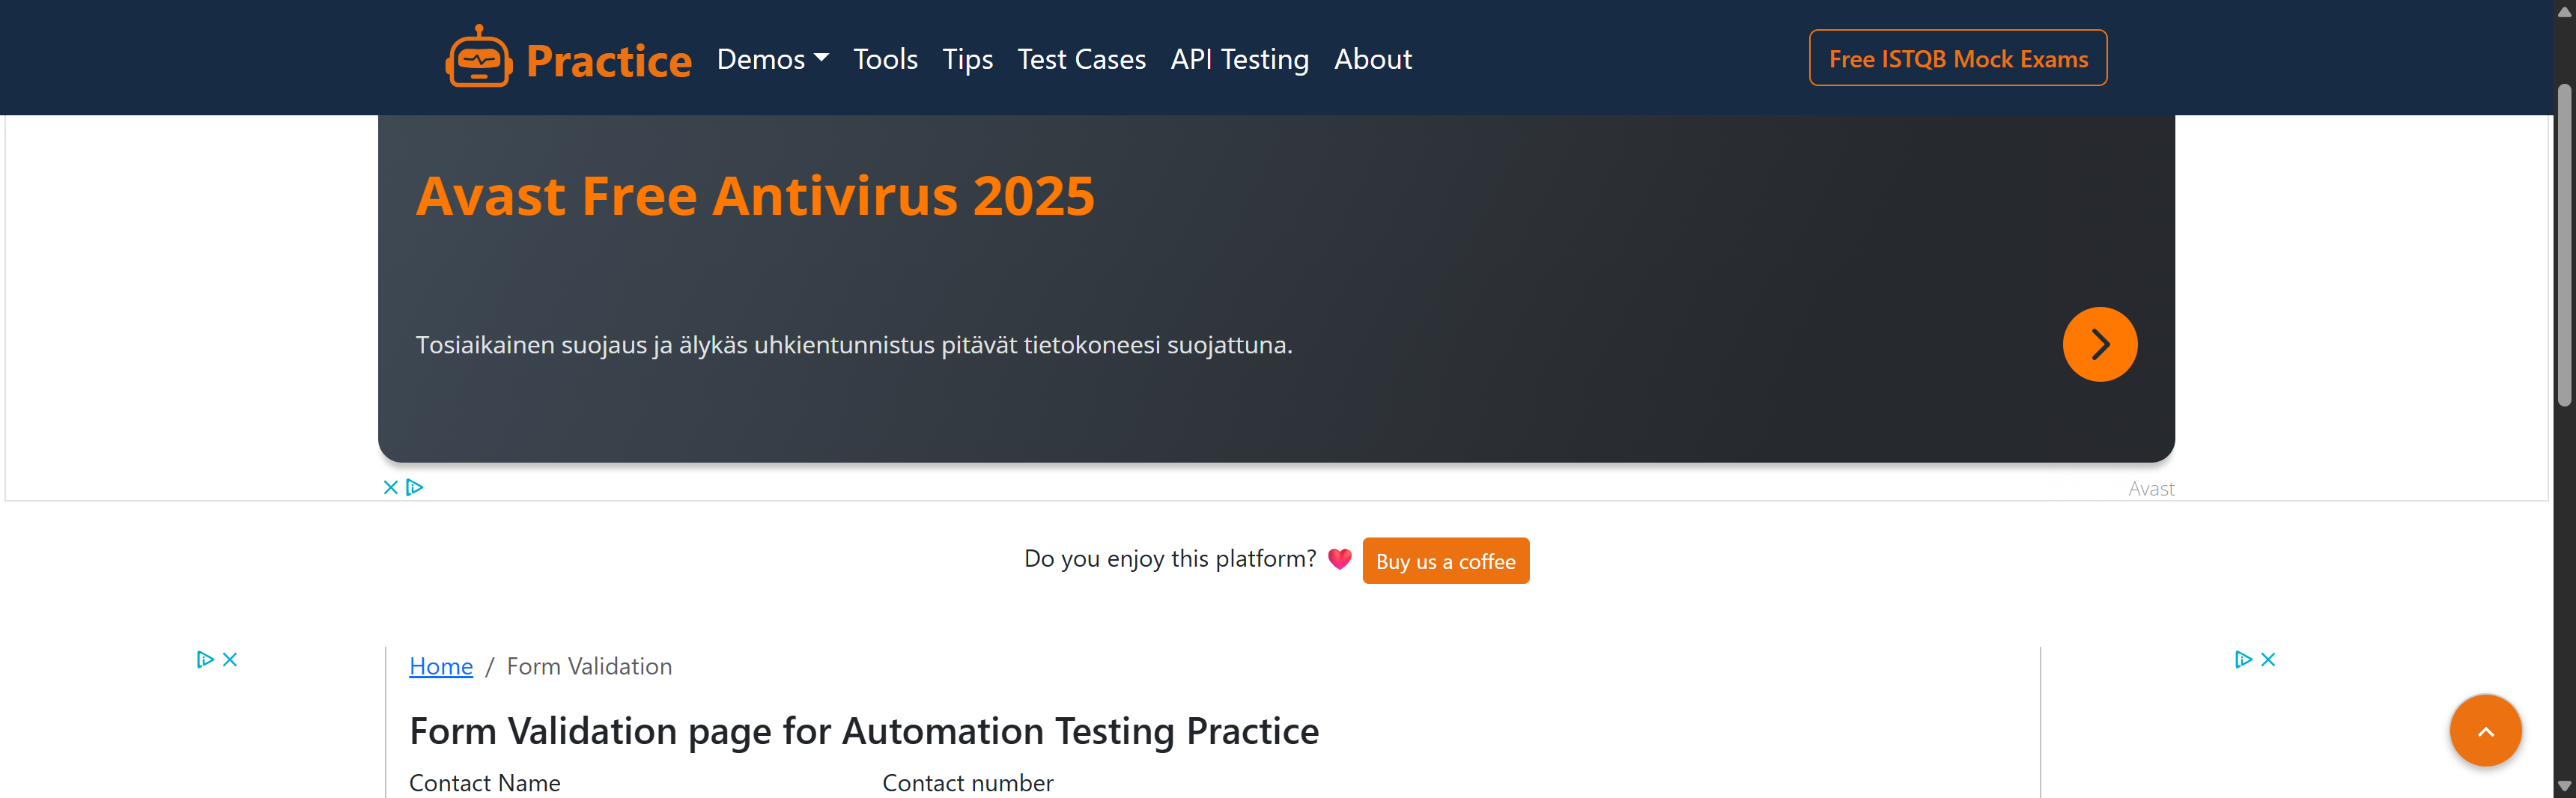 Practice Demos Tools Tips Test Cases API Testing About Free ISTQB Mock Exams
Avast Free Antivirus 2025
Tosiaikainen suojaus ja älykäs uhkientunnistus pitävät tietokoneesi suojattuna.
Avast
Do you enjoy this platform? Buy us a coffee
Home / Form Validation
Form Validation page for Automation Testing Practice
Contact Name Contact number